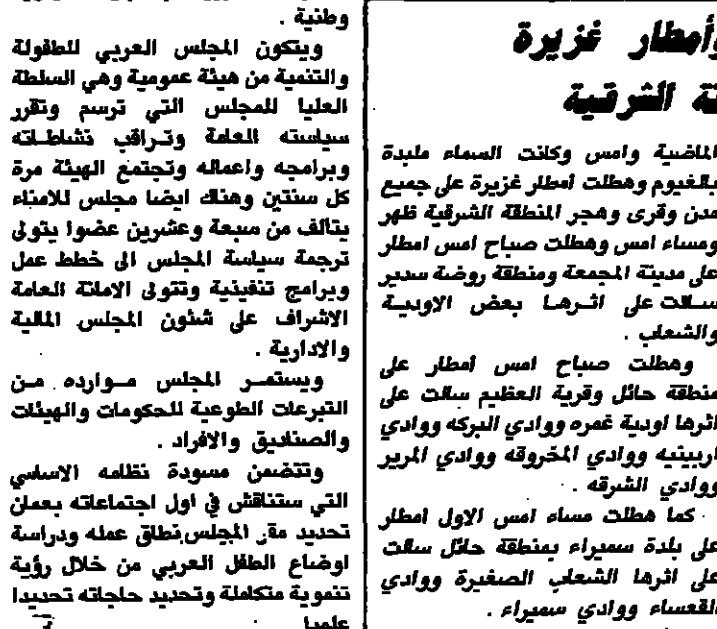 وأمطار غزيرة
الشرقية
الماضية وامس وكانت السماء ملبدة
بالغيوم وهطلت امطار غزيرة على جميع
مدن وقرى وهجر المنطقة الشرقية ظهر
ومساء امس وهطلت صباح امس امطار
على مدينة المجمعة ومنطقة روضة سدير
سالت على اثرها بعض الاودية
والشعاب .
وهطلت صباح امس امطار على
منطقة حائل وقرية العظيم سالت على
اثرها اودية غمره ووادي البركه ووادي
اربينيه ووادي المخروقه ووادي المرير
ووادي الشرقه .
كما هطلت مساء امس الاول امطار
على بلدة سميراء بمنطقة حائل سالت
على اثرها الشعاب الصغيرة ووادي
القعساء ووادي سميراء .
وطنية .
ويتكون المجلس العربي للطفولة
والتنمية من هيئة عمومية وهي السلطة
العليا للمجلس التي ترسم وتقرر
سياسته العامة وتراقب نشاطاته
وبرامجه واعماله وتجتمع الهيئة مرة
كل سنتين وهناك ايضا مجلس للامناء
يتالف من سبعة وعشرين عضوا يتولى
ترجمة سياسة المجلس الى خطط عمل
وبرامج تنفيذية وتتولى الامانة العامة
الاشراف على شئون المجلس المالية
والادارية .
ويستمر المجلس موارده من
التبرعات الطوعية للحكومات والهيئات
والصناديق والافراد .
وتتضمن مسودة نظامه الاساسي
التي ستناقش في اول اجتماعاته بعمان
تحديد مقر المجلس نطاق عمله ودراسة
اوضاع الطفل العربي من خلال رؤية
تنموية متكاملة وتحديد حاجاته تحديدا
علميا